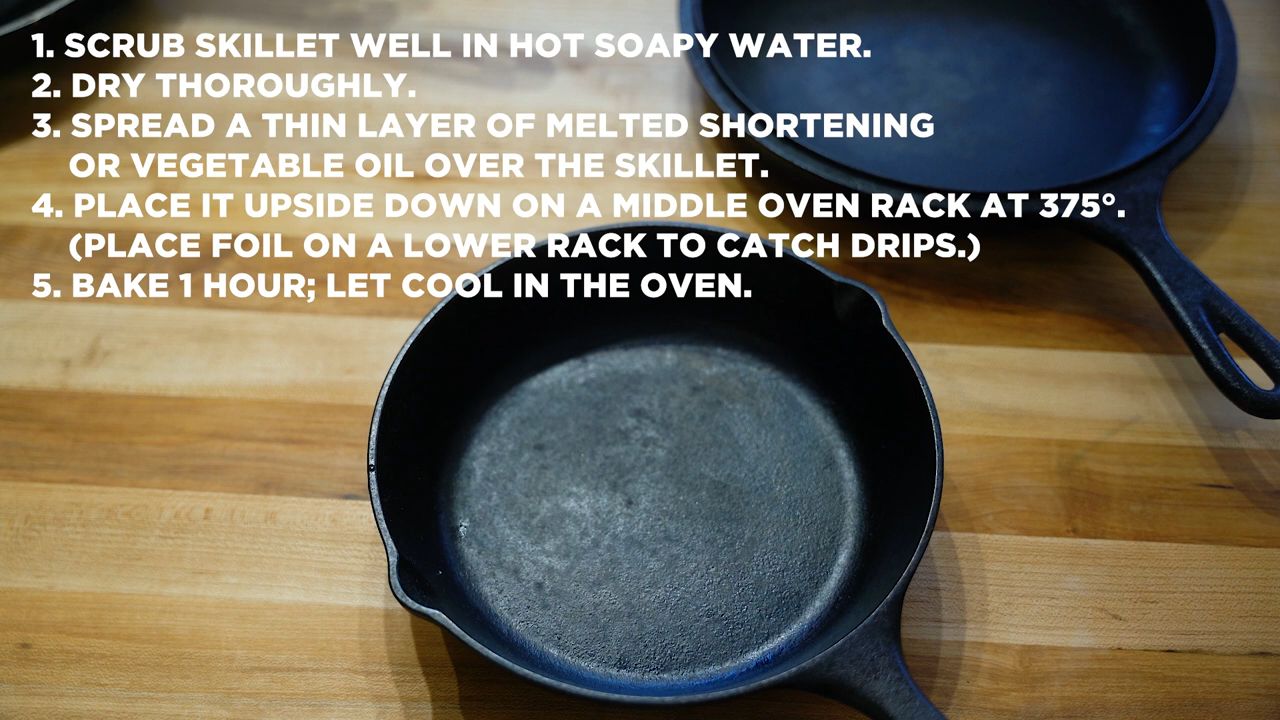 1. SCRUB SKILLET WELL IN HOT SOAPY WATER.
2. DRY THOROUGHLY.
3. SPREAD A THIN LAYER OF MELTED SHORTENING
OR VEGETABLE OIL OVER THE SKILLET.
4. PLACE IT UPSIDE DOWN ON A MIDDLE OVEN RACK AT 375°.
(PLACE FOIL ON A LOWER RACK TO CATCH DRIPS.)
5. BAKE 1 HOUR; LET COOL IN THE OVEN.